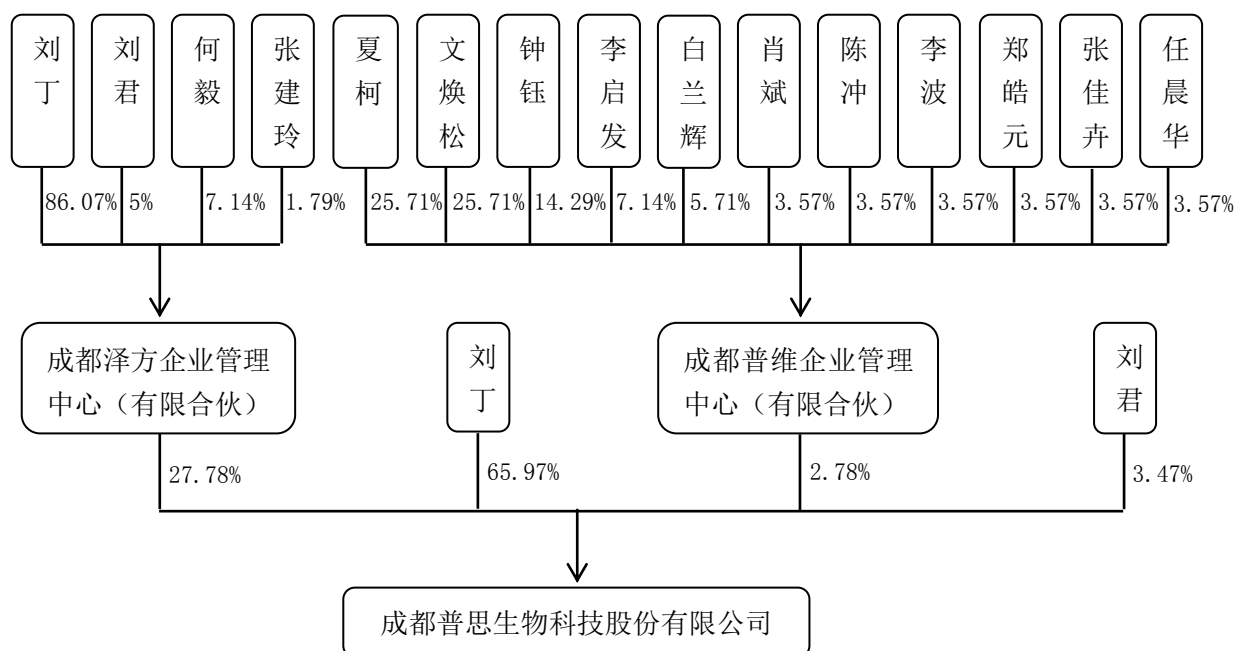 刘丁
刘君
何毅
张建玲
夏柯
文焕松
钟钰
李启发
白兰辉
肖斌
陈冲
李波
郑皓元
张佳卉
任晨华
86.07%
5%
7.14%
1.79%
25.71%
25.71%
14.29%
7.14%
5.71%
3.57%
3.57%
3.57%
3.57%
3.57%
3.57%
成都泽方企业管理
中心（有限合伙）
刘丁
成都普维企业管理
中心（有限合伙）
刘君
27.78%
65.97%
2.78%
3.47%
成都普思生物科技股份有限公司